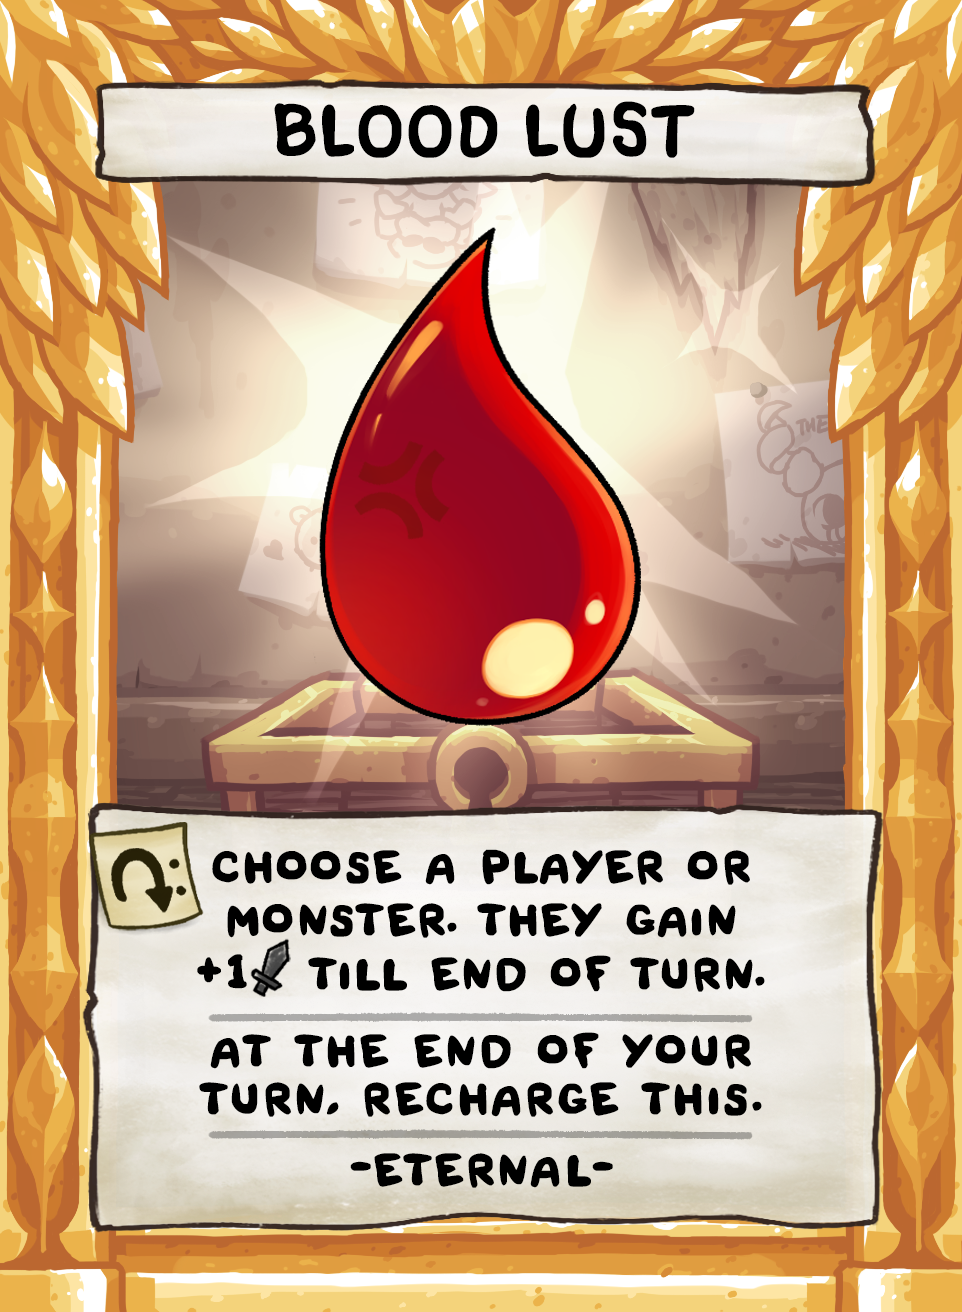 BLOOD LUST
THE
CHOOSE A PLAYER OR
MONSTER. THEY GAIN
+1 TILL END OF TURN.
AT THE END OF YOUR
TURN, RECHARGE THIS.
-ETERNAL-